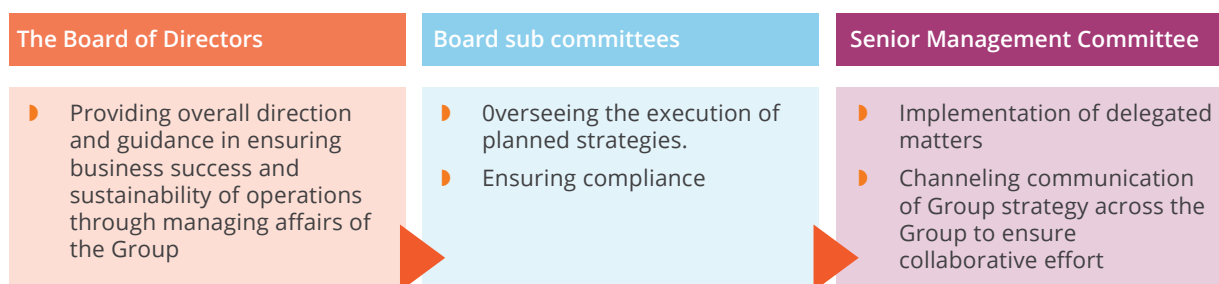 The Board of Directors
Providing overall direction
and guidance in ensuring
business success and
sustainability of operations
through managing affairs of
the Group
Board sub committees
0verseeing the execution of
planned strategies.
Ensuring compliance
Senior Management Committee
Implementation of delegated
matters
Channeling communication
of Group strategy across the
Group to ensure
collaborative effort